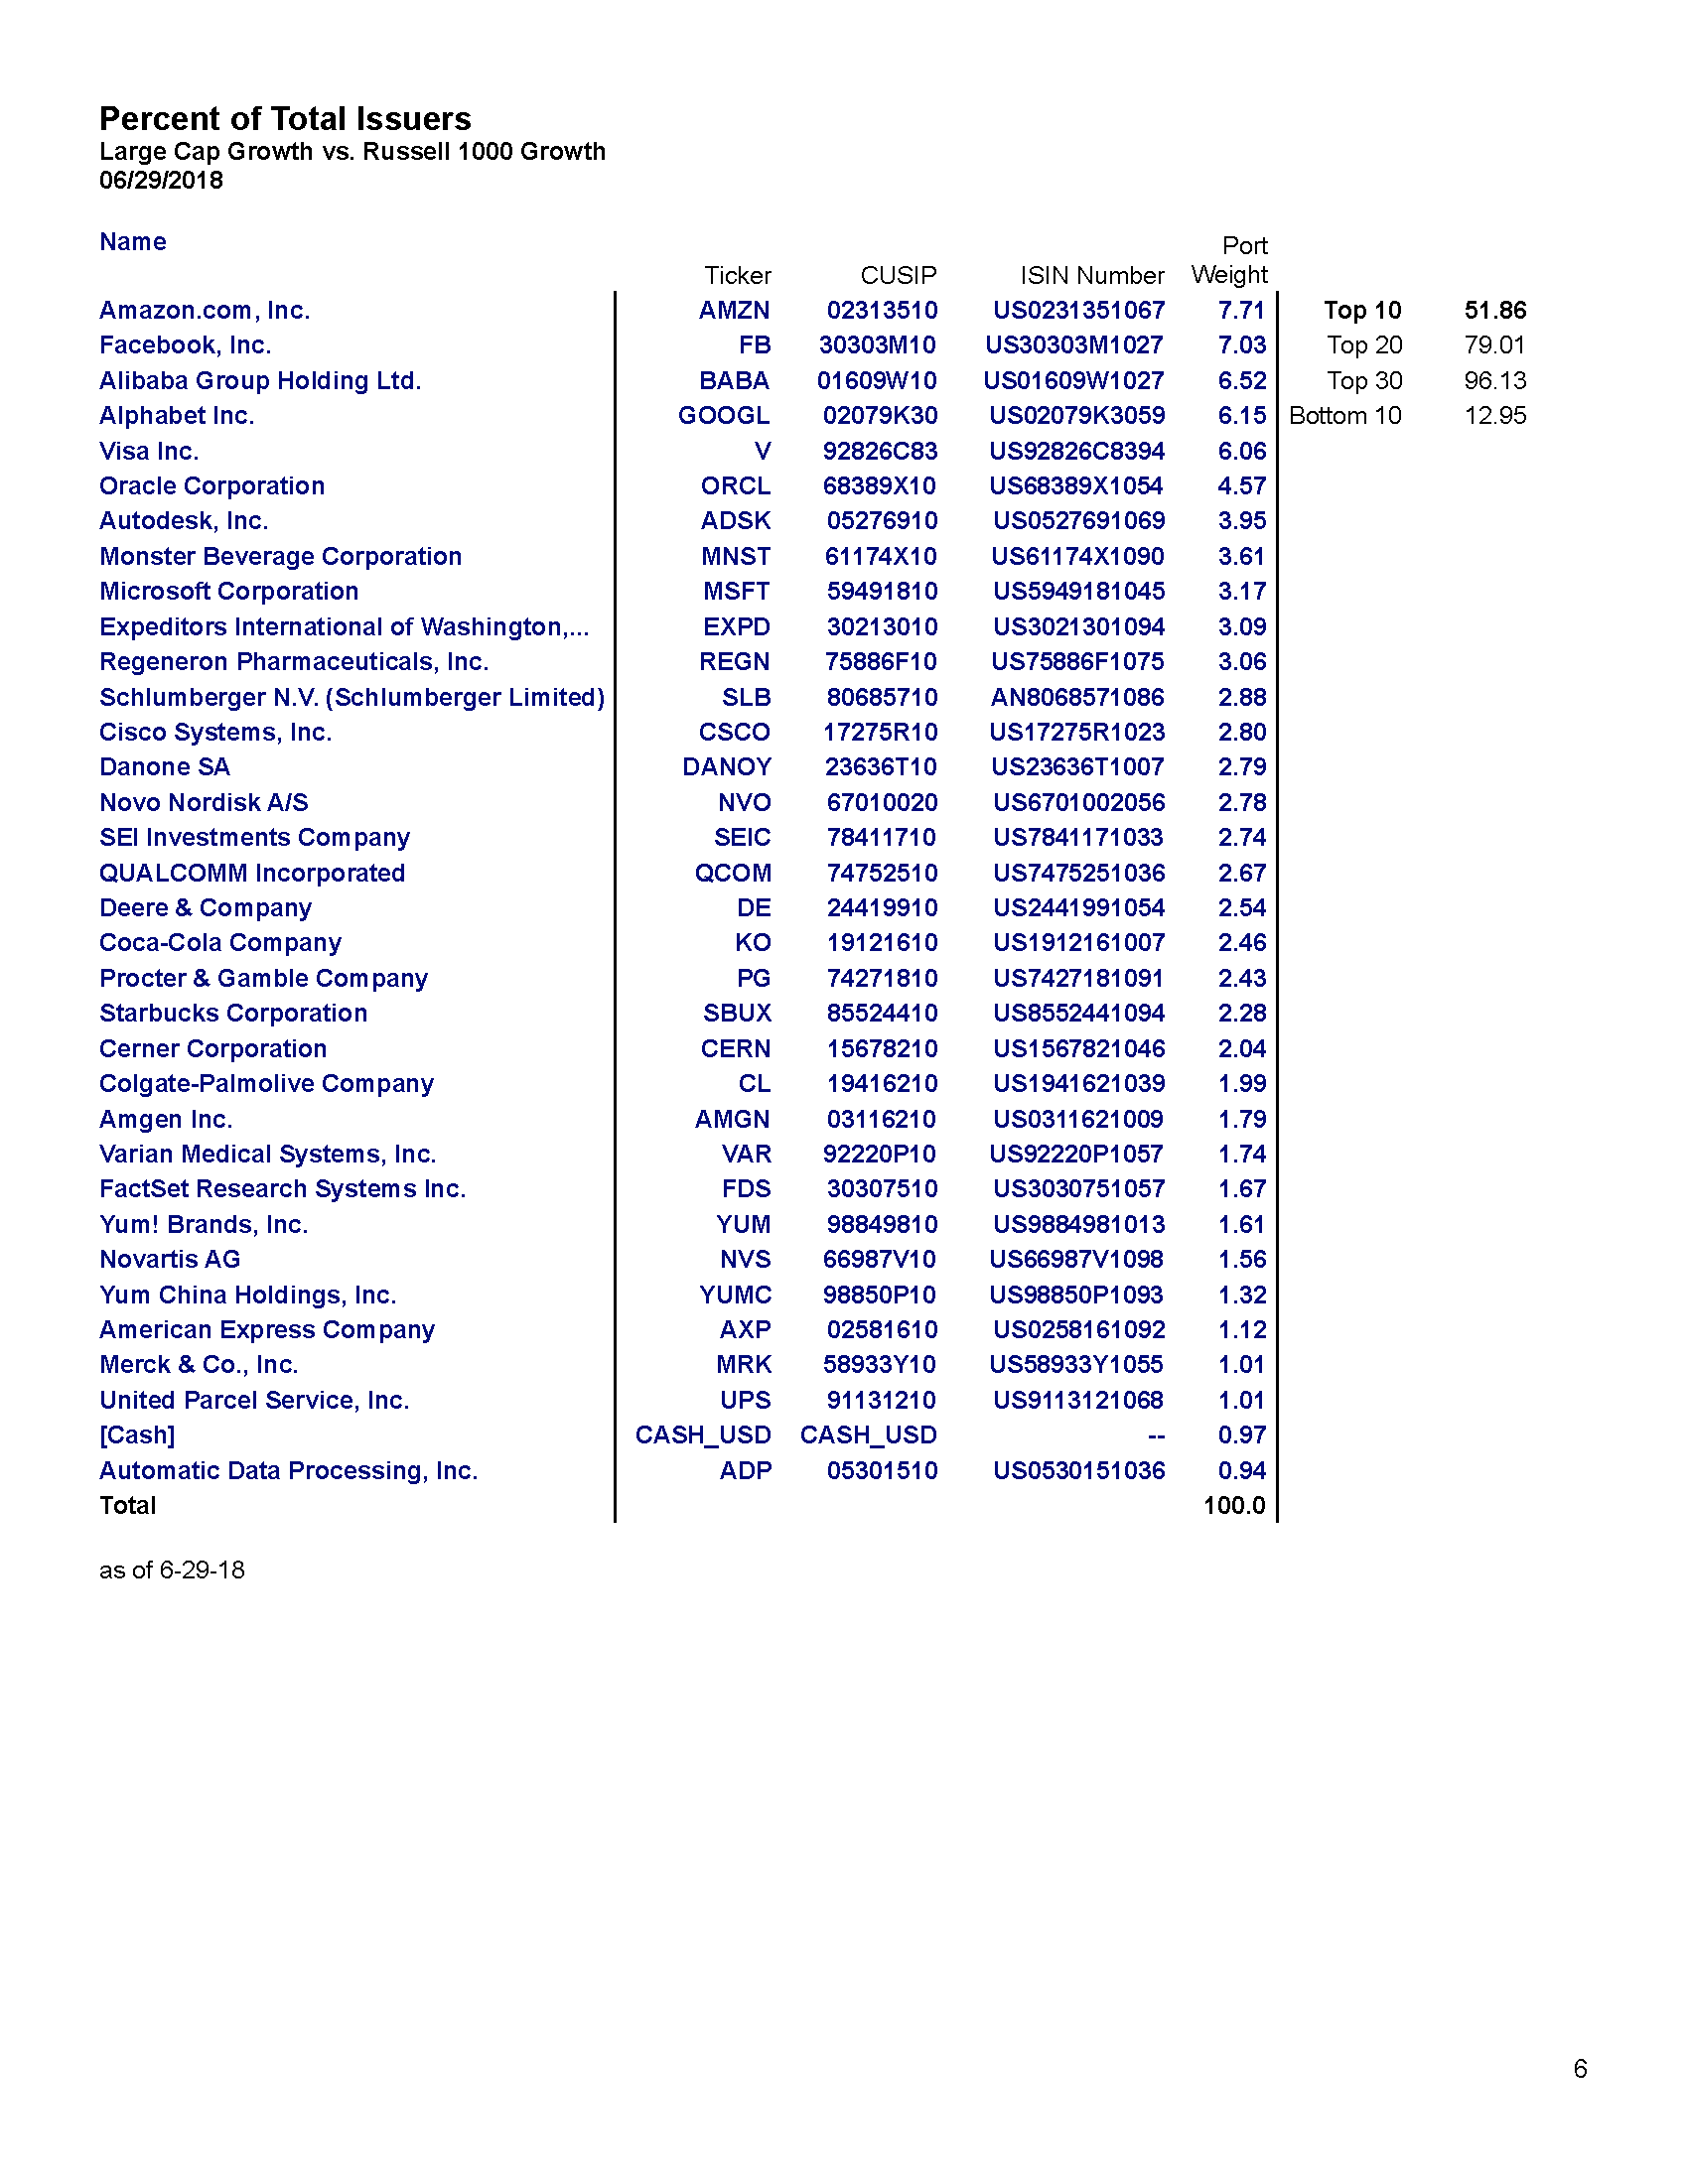 Percent of Total Issuers
Large Cap Growth vs. Russell 1000 Growth
06/29/2018
Name Ticker CUSIP ISIN Number Port Weight
Amazon.com, Inc. AMZN 02313510 US0231351067 7.71 Top 10 51.86
Facebook, Inc. FB 30303M10 US30303M1027 7.03 Top 20 79.01
Alibaba Group Holding Ltd. BABA 01609W10 US01609W1027 6.52 Top 30 96.13
Alphabet Inc. GOOGL 02079K30 US02079K3059 6.15 Bottom 10 12.95
Visa Inc. V 92826C83 US92826C8394 6.06
Oracle Corporation ORCL 68389X10 US68389X1054 4.57
Autodesk, Inc. ADSK 05276910 US0527691069 3.95
Monster Beverage Corporation MNST 61174X10 US61174X1090 3.61
Microsoft Corporation MSFT 59491810 US5949181045 3.17
Expeditors International of Washington,... EXPD 30213010 US3021301094 3.09
Regeneron Pharmaceuticals, Inc. REGN 75886F10 US75886F1075 3.06
Schlumberger N.V. (Schlumberger Limited) SLB 80685710 AN8068571086 2.88
Cisco Systems, Inc. CSCO 17275R10 US17275R1023 2.80
Danone SA DANOY 23636T10 US23636T1007 2.79
Novo Nordisk A/S NVO 67010020 US6701002056 2.78
SEI Investments Company SEIC 78411710 US7841171033 2.74
QUALCOMM Incorporated QCOM 74752510 US7475251036 2.67
Deere & Company DE 24419910 US2441991054 2.54
Coca-Cola Company KO 19121610 US1912161007 2.46
Procter & Gamble Company PG 74271810 US7427181091 2.43
Starbucks Corporation SBUX 85524410 US8552441094 2.28
Cerner Corporation CERN 15678210 US1567821046 2.04
Colgate-Palmolive Company CL 19416210 US1941621039 1.99
Amgen Inc. AMGN 03116210 US0311621009 1.79
Varian Medical Systems, Inc. VAR 92220P10 US92220P1057 1.74
FactSet Research Systems Inc. FDS 30307510 US3030751057 1.67
Yum! Brands, Inc. YUM 98849810 US9884981013 1.61
Novartis AG NVS 66987V10 US66987V1098 1.56
Yum China Holdings, Inc. YUMC 98850P10 US98850P1093 1.32
American Express Company AXP 02581610 US0258161092 1.12
Merck & Co., Inc. MRK 58933Y10 US58933Y1055 1.01
United Parcel Service, Inc. UPS 91131210 US9113121068 1.01
[Cash] CASH_USD CASH_USD -- 0.97
Automatic Data Processing, Inc. ADP 05301510 US0530151036 0.94
Total 100.0
as of 6-29-18
6